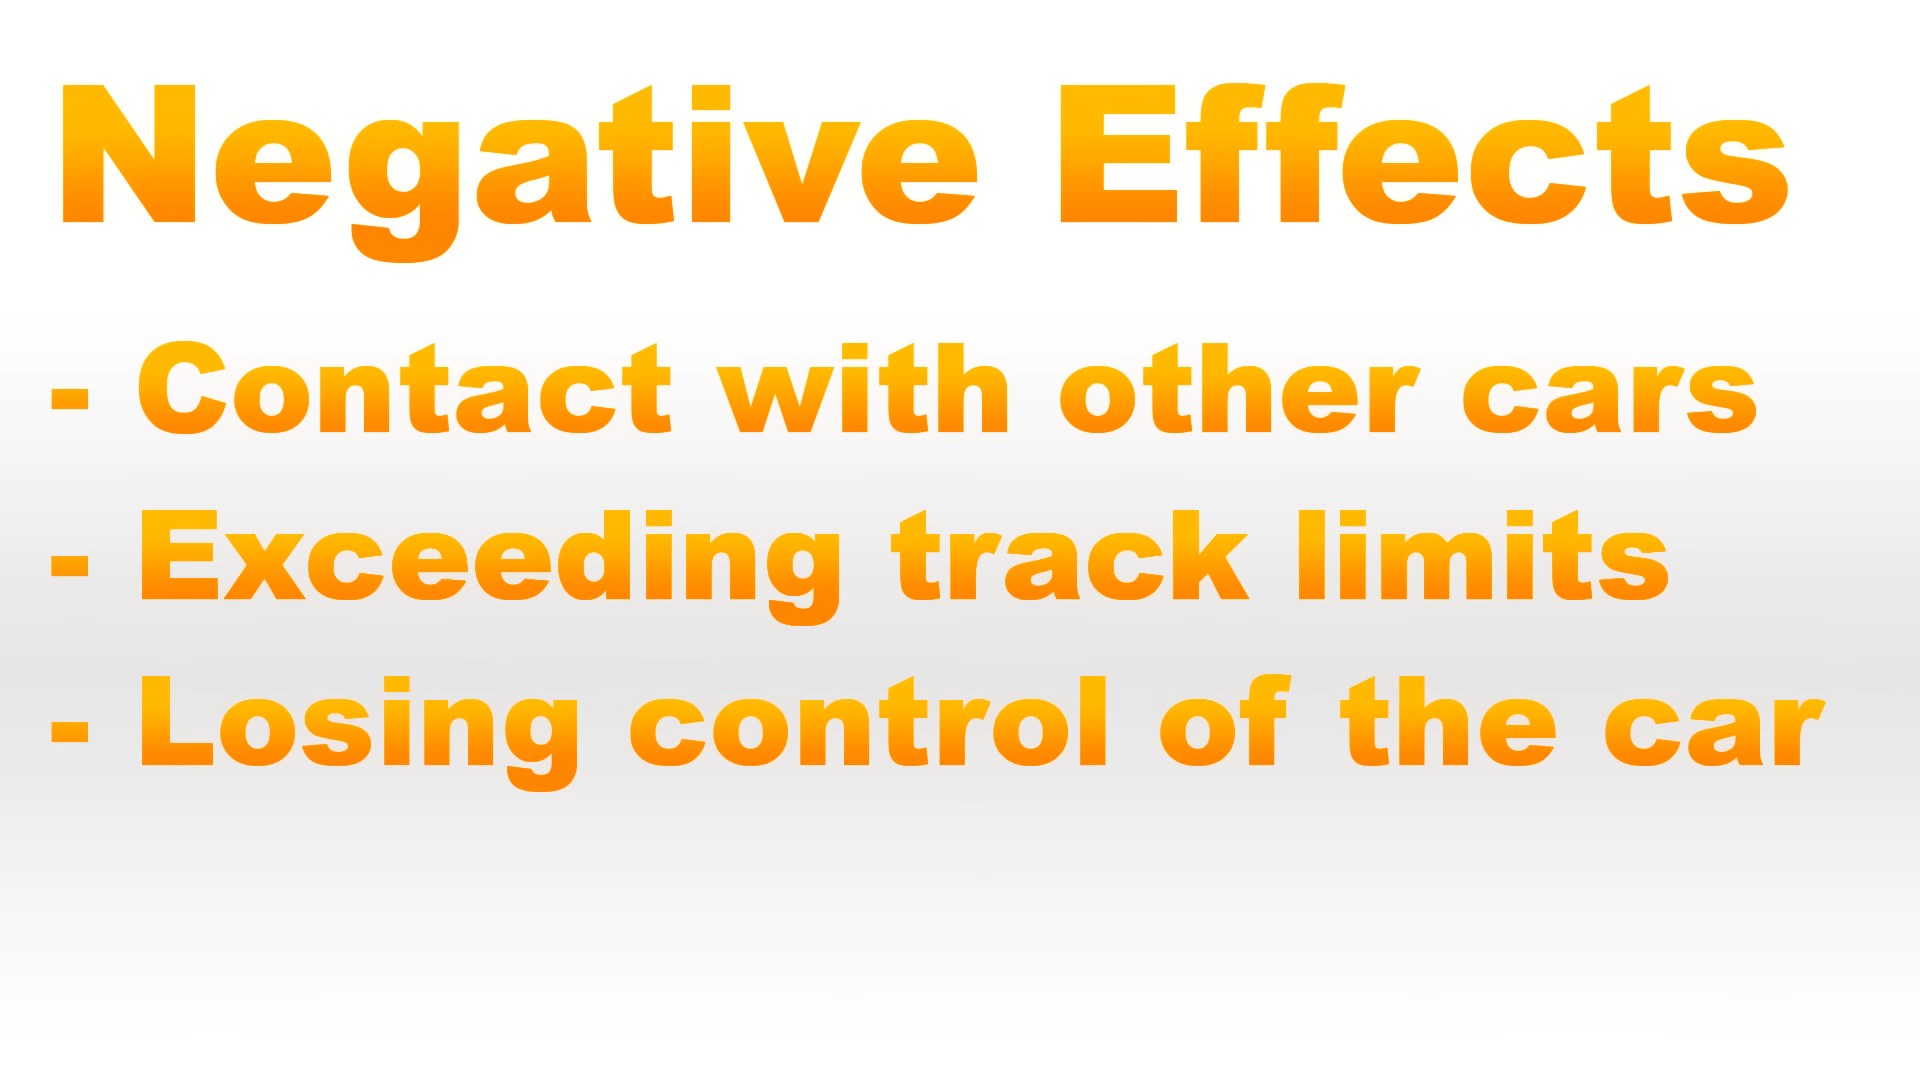 Negative Effects
- Contact with other cars
- Exceeding track limits
- Losing control of the car